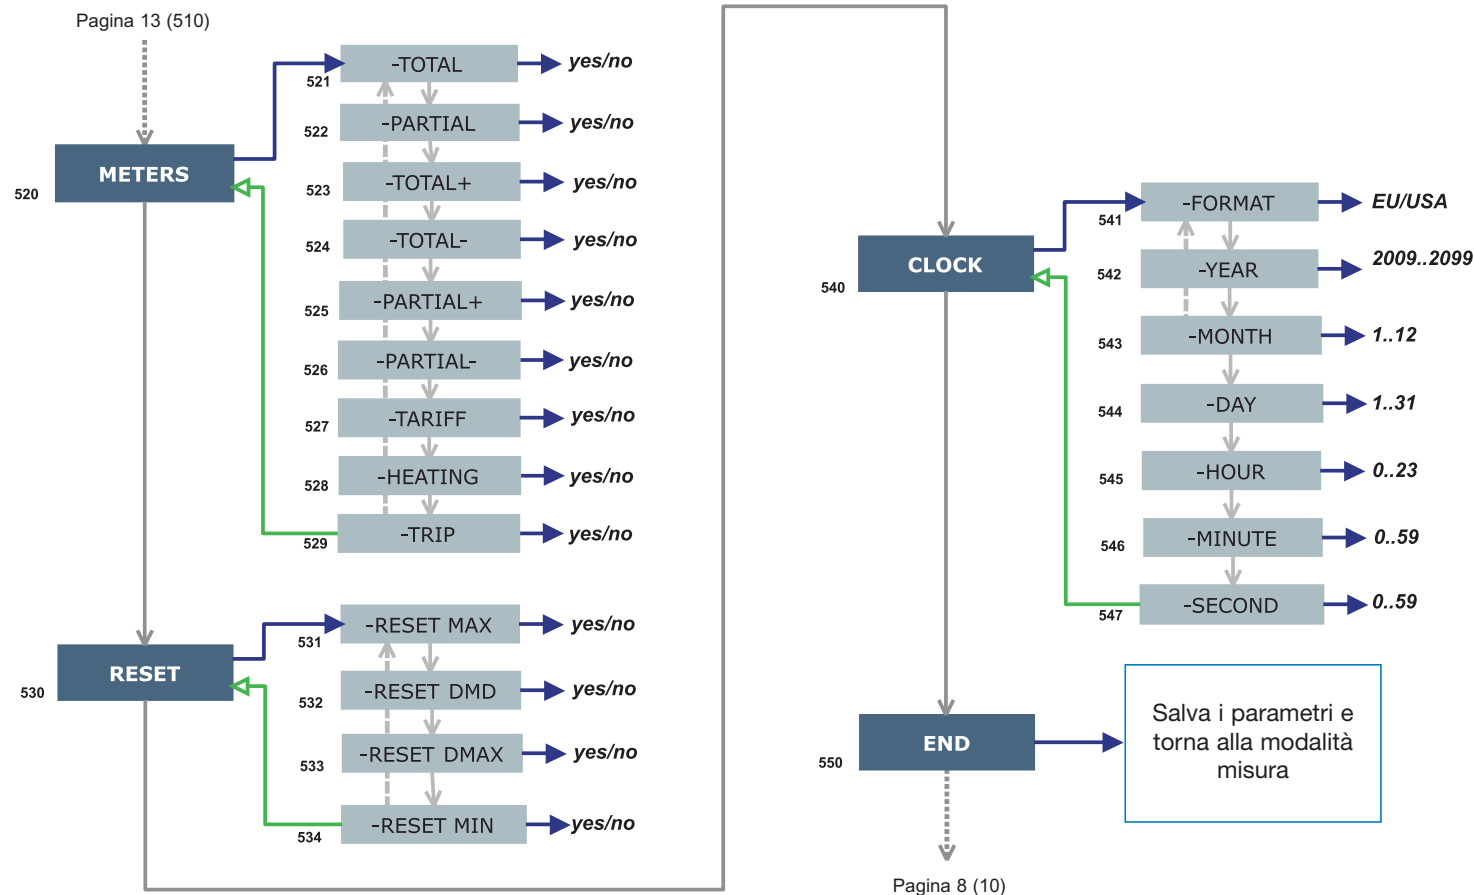 Pagina 13 (510)
METERS
520
-TOTAL
521
yes/no
-PARTIAL
522
yes/no
-TOTAL+
523
yes/no
-TOTAL-
524
yes/no
-PARTIAL+
525
yes/no
-PARTIAL-
526
yes/no
-TARIFF
527
yes/no
-HEATING
528
yes/no
-TRIP
529
yes/no
RESET
530
-RESET MAX
531
yes/no
-RESET DMD
532
yes/no
-RESET DMAX
533
yes/no
-RESET MIN
534
yes/no
CLOCK
540
-FORMAT
541
EU/USA
-YEAR
542
2009..2099
-MONTH
543
1..12
-DAY
544
1..31
-HOUR
545
0..23
-MINUTE
546
0..59
-SECOND
547
0..59
END
550
Salva i parametri e
torna alla modalità
misura
Pagina 8 (10)